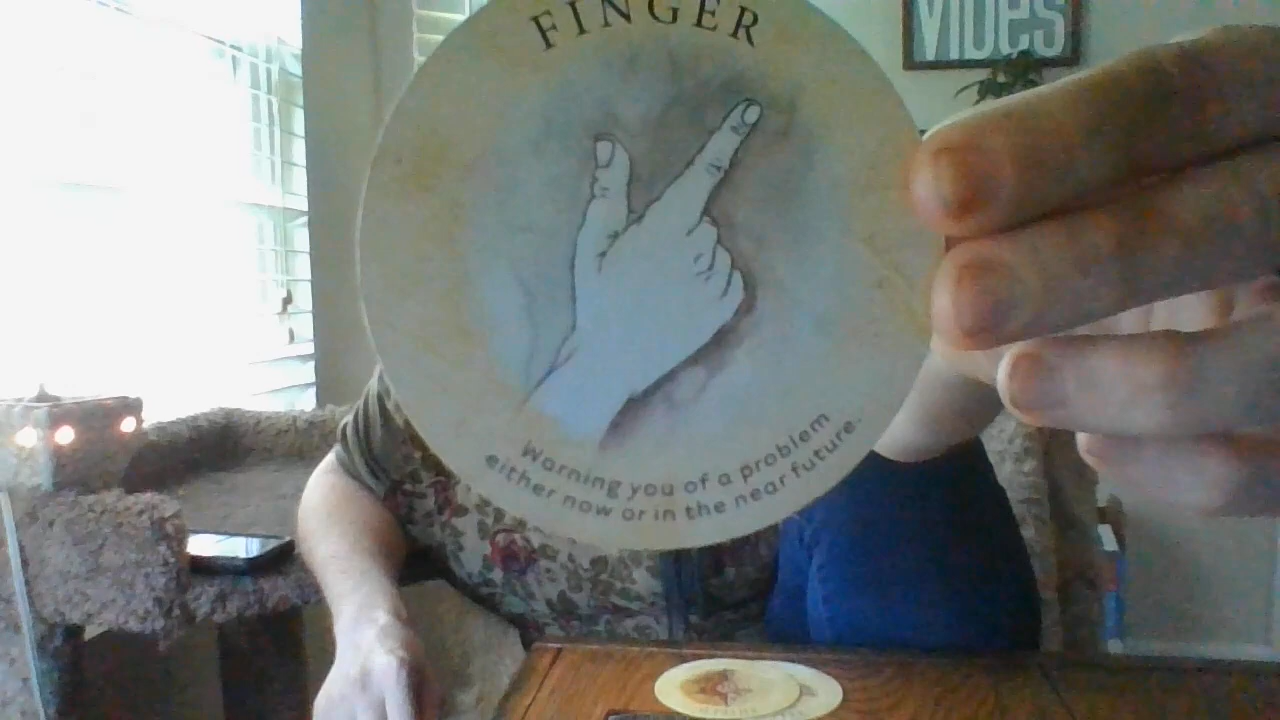 VIBES
FINGER
Warning you of a problem
either now or in the near future.